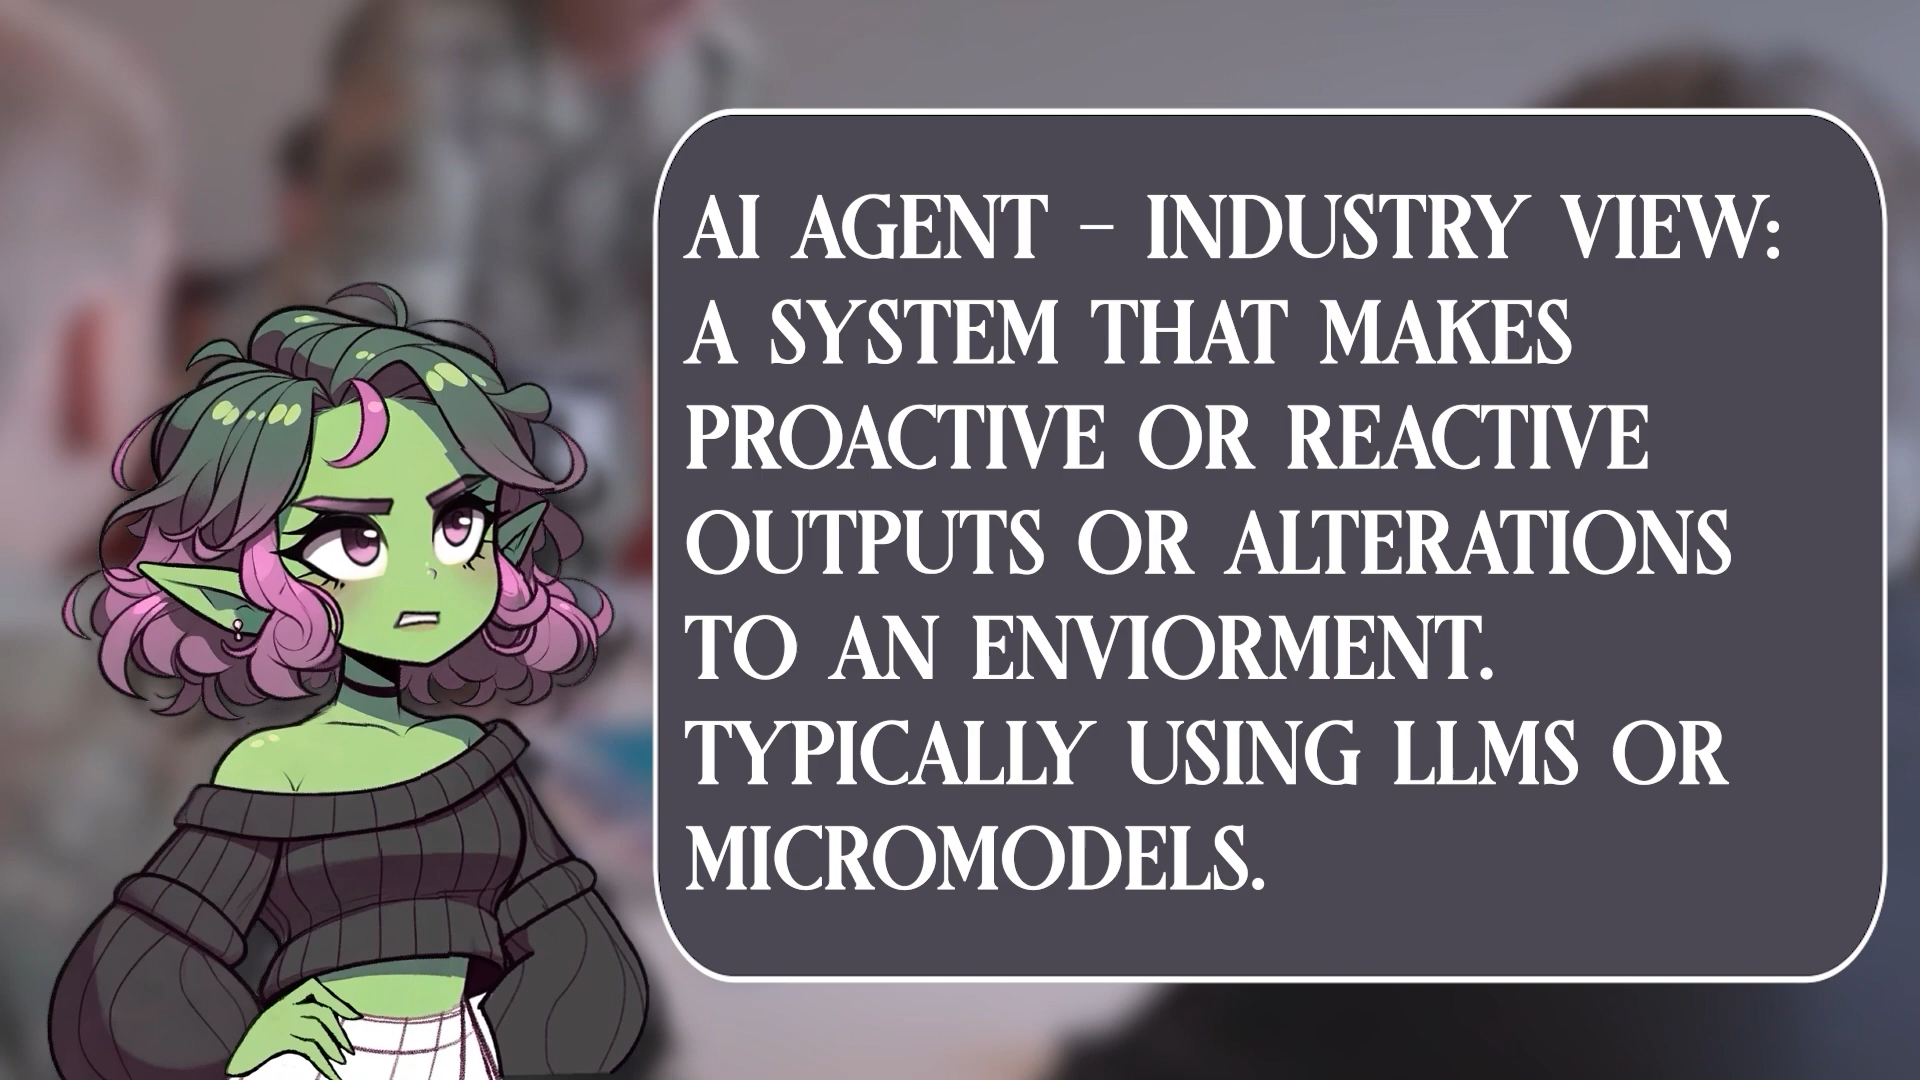 AI AGENT – INDUSTRY VIEW:
A SYSTEM THAT MAKES
PROACTIVE OR REACTIVE
OUTPUTS OR ALTERATIONS
TO AN ENVIORMENT.
TYPICALLY USING LLMS OR
MICROMODELS.